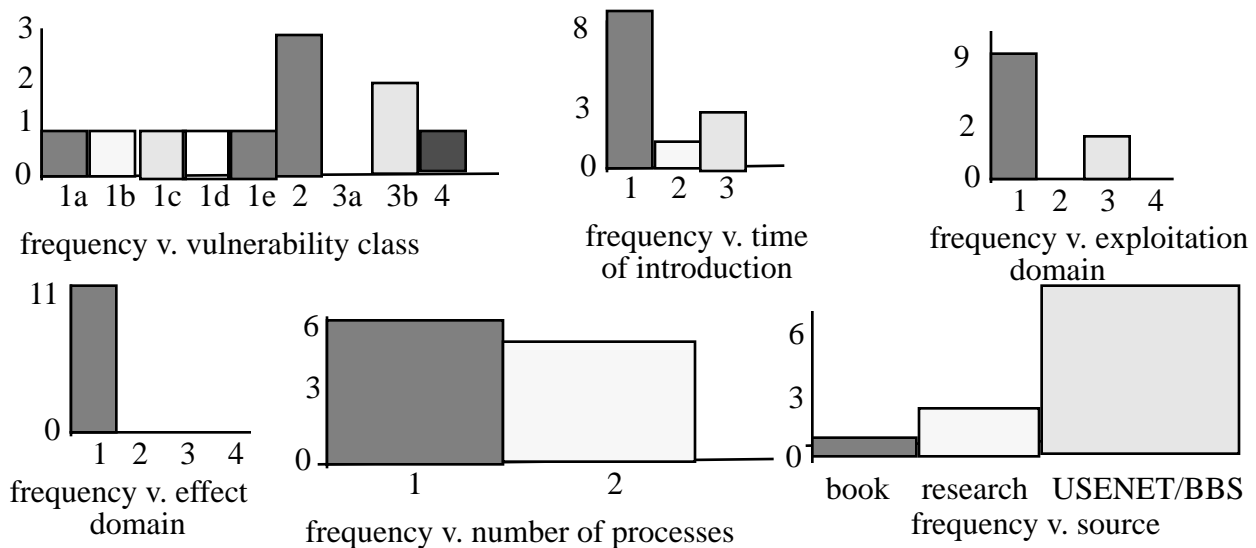 3
2
1
0
1a 1b 1c 1d 1e 2 3a 3b 4
frequency v. vulnerability class
8
3
0
1 2 3
frequency v. time
of introduction
9
2
0
1 2 3 4
frequency v. exploitation
domain
11
0
1 2 3 4
frequency v. effect
domain
6
3
0
1 2
frequency v. number of processes
6
3
0
book research USENET/BBS
frequency v. source